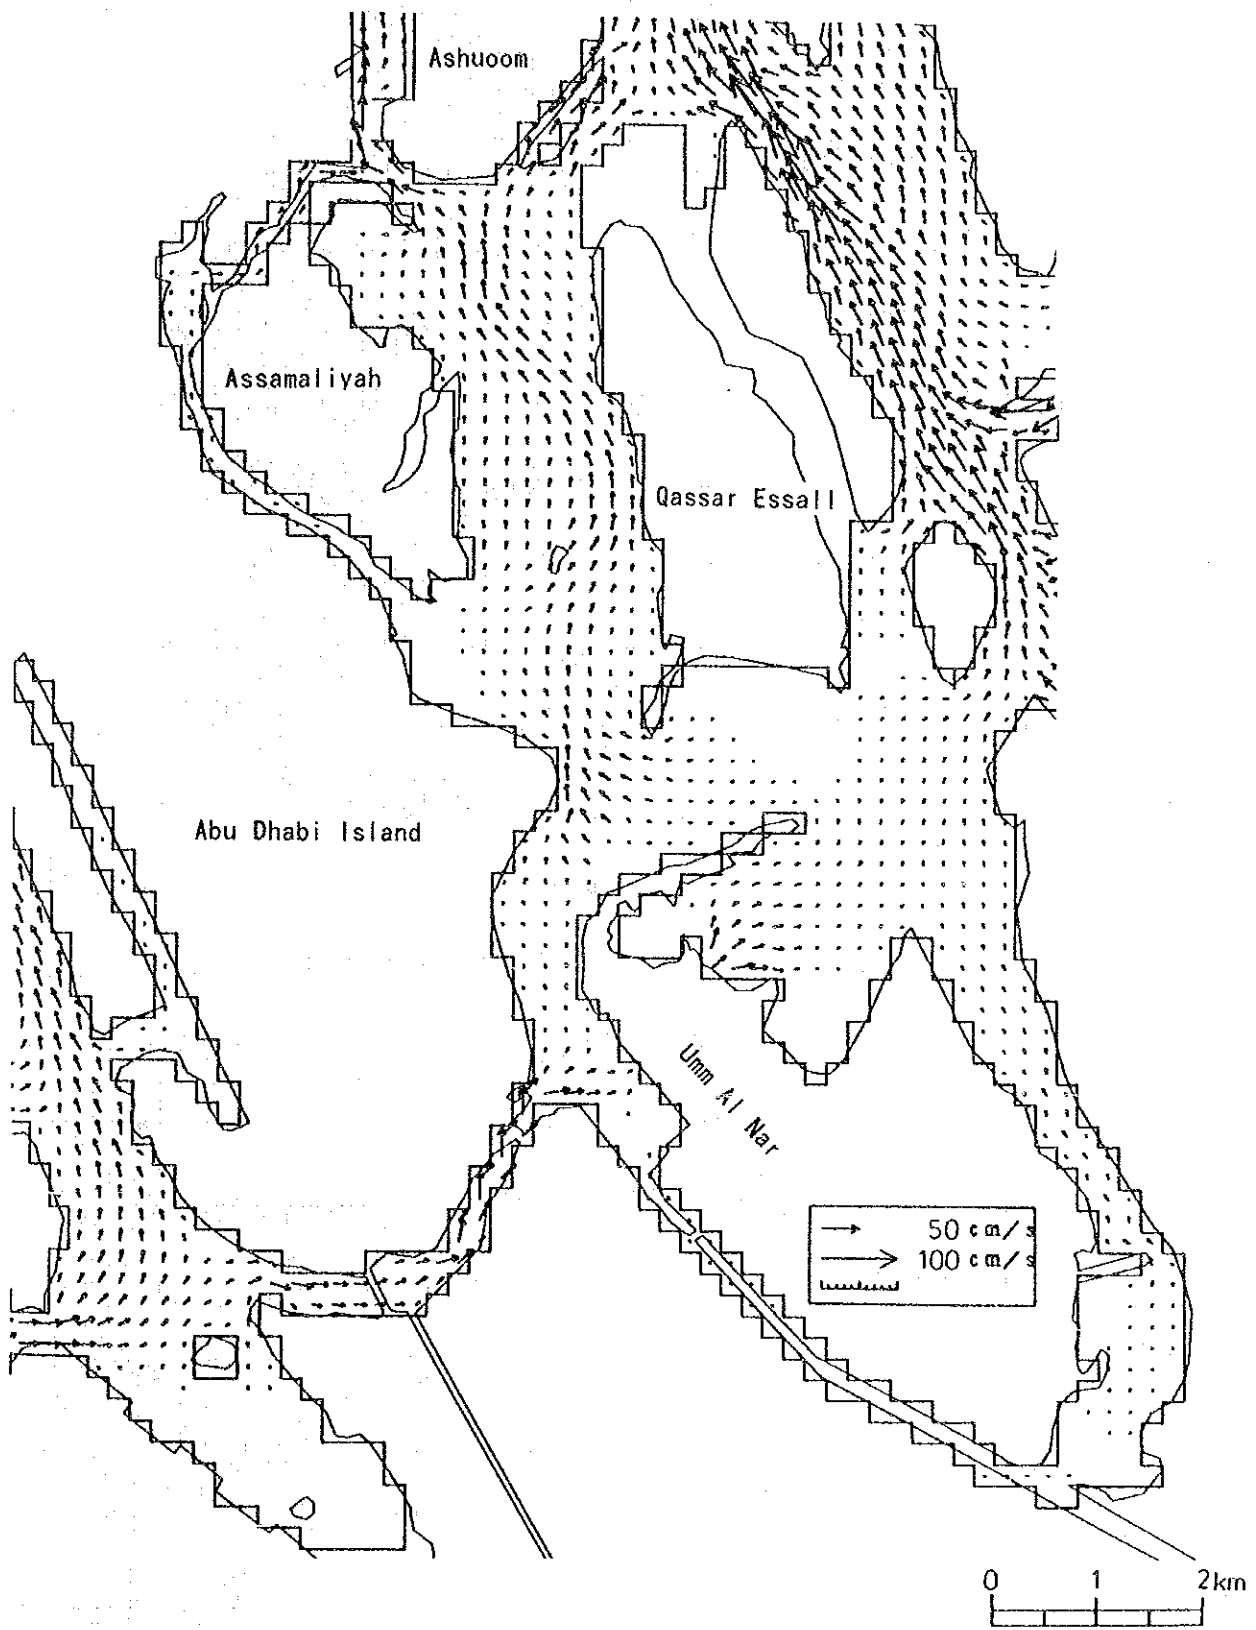 Ashuoom
Assamaliyah
Qassar Essall
Abu Dhabi Island
Umm Al Nar
50 cm/s
100 cm/s
0 1 2km